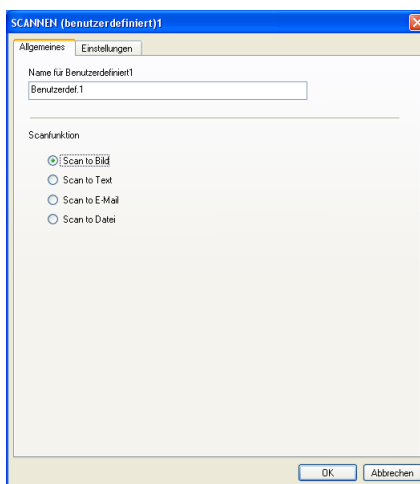 SCANNEN (benutzerdefiniert)1
Allgemeines Einstellungen
Name für Benutzerdefiniert1
Benutzerdef.1
Scanfunktion
Scan to Bild
Scan to Text
Scan to E-Mail
Scan to Datei
OK Abbrechen